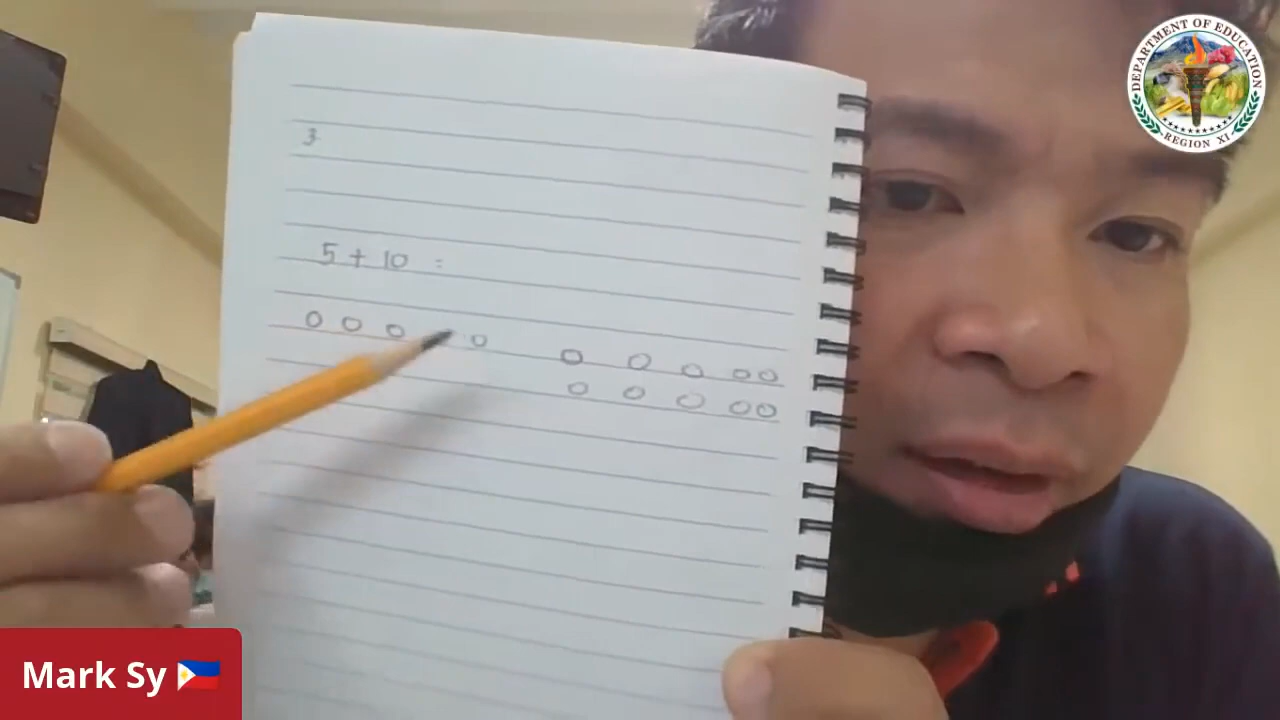 DEPARTMENT OF EDUCATION
REGION XI
3
5 + 10 =
Mark Sy